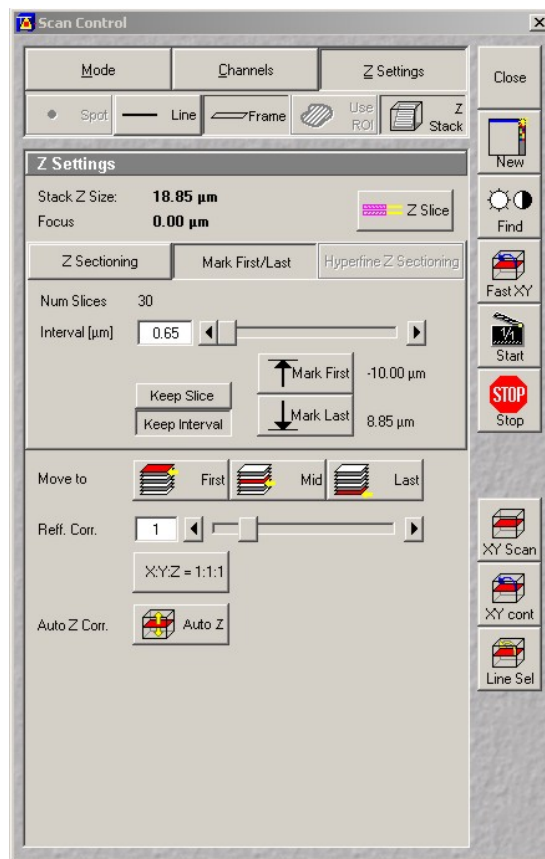 Scan Control
Mode Channels Z Settings
Spot Line Frame Use ROI Z Stack
Z Settings
Stack Z Size: 18.85 µm
Focus 0.00 µm
Z Slice
Z Sectioning Mark First/Last Hyperfine Z Sectioning
Num Slices 30
Interval [µm] 0.65
Mark First -10.00 µm
Keep Slice
Keep Interval
Mark Last 8.85 µm
Move to First Mid Last
Reff. Corr. 1
X:Y:Z = 1:1:1
Auto Z Corr. Auto Z
Close
New
Find
Fast XY
1/1
Start
STOP
Stop
XY Scan
XY cont
Line Sel